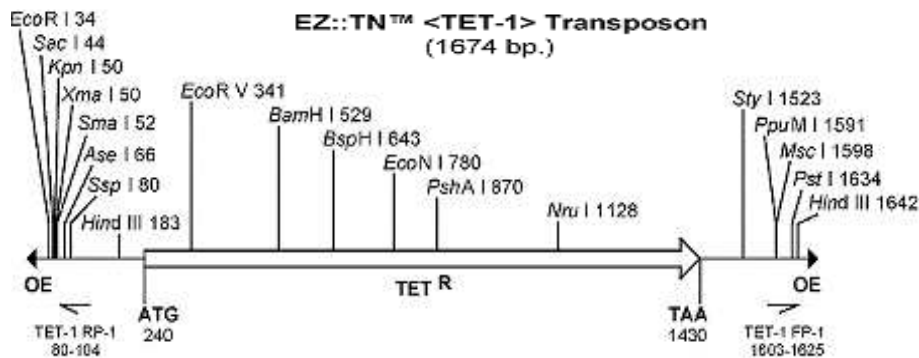 EZ::TN™ <TET-1> Transposon
(1674 bp.)
EcoR I 34
Sac I 44
Kpn I 50
Xma I 50
Sma I 52
Ase I 66
Ssp I 80
Hind III 183
EcoR V 341
BamH I 529
BspH I 643
EcoN I 780
PshA I 870
Nru I 1128
Sty I 1523
PpuM I 1591
Msc I 1598
Pst I 1634
Hind III 1642
OE
TET R
OE
TET-1 RP-1
80-104
ATG
240
TAA
1430
TET-1 FP-1
1603-1625